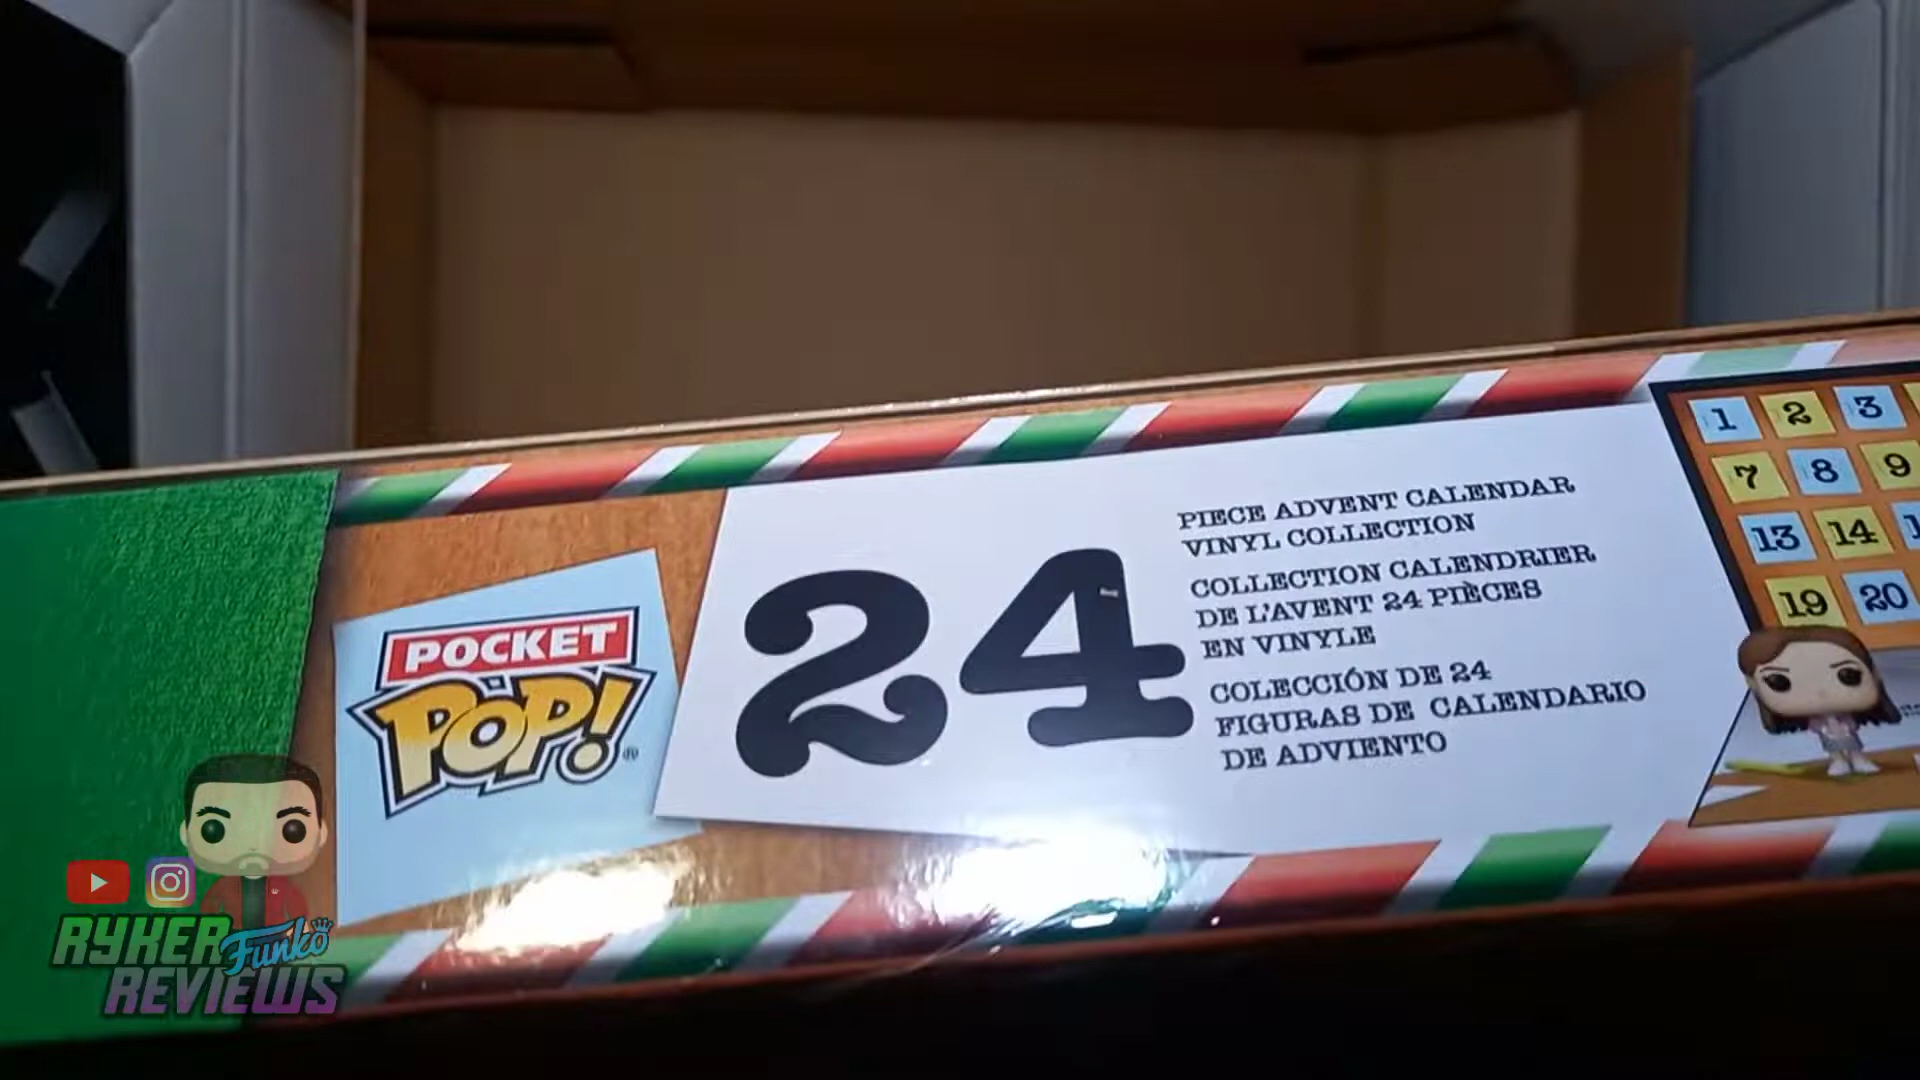 PIECE ADVENT CALENDAR
VINYL COLLECTION
24
COLLECTION CALENDRIER
DE L'AVENT 24 PIÈCES
EN VINYLE
COLECCIÓN DE 24
FIGURAS DE CALENDARIO
DE ADVIENTO
POCKET
POP!®
1 2 3
7 8 9
13 14
19 20
RYKER
Funko
REVIEWS